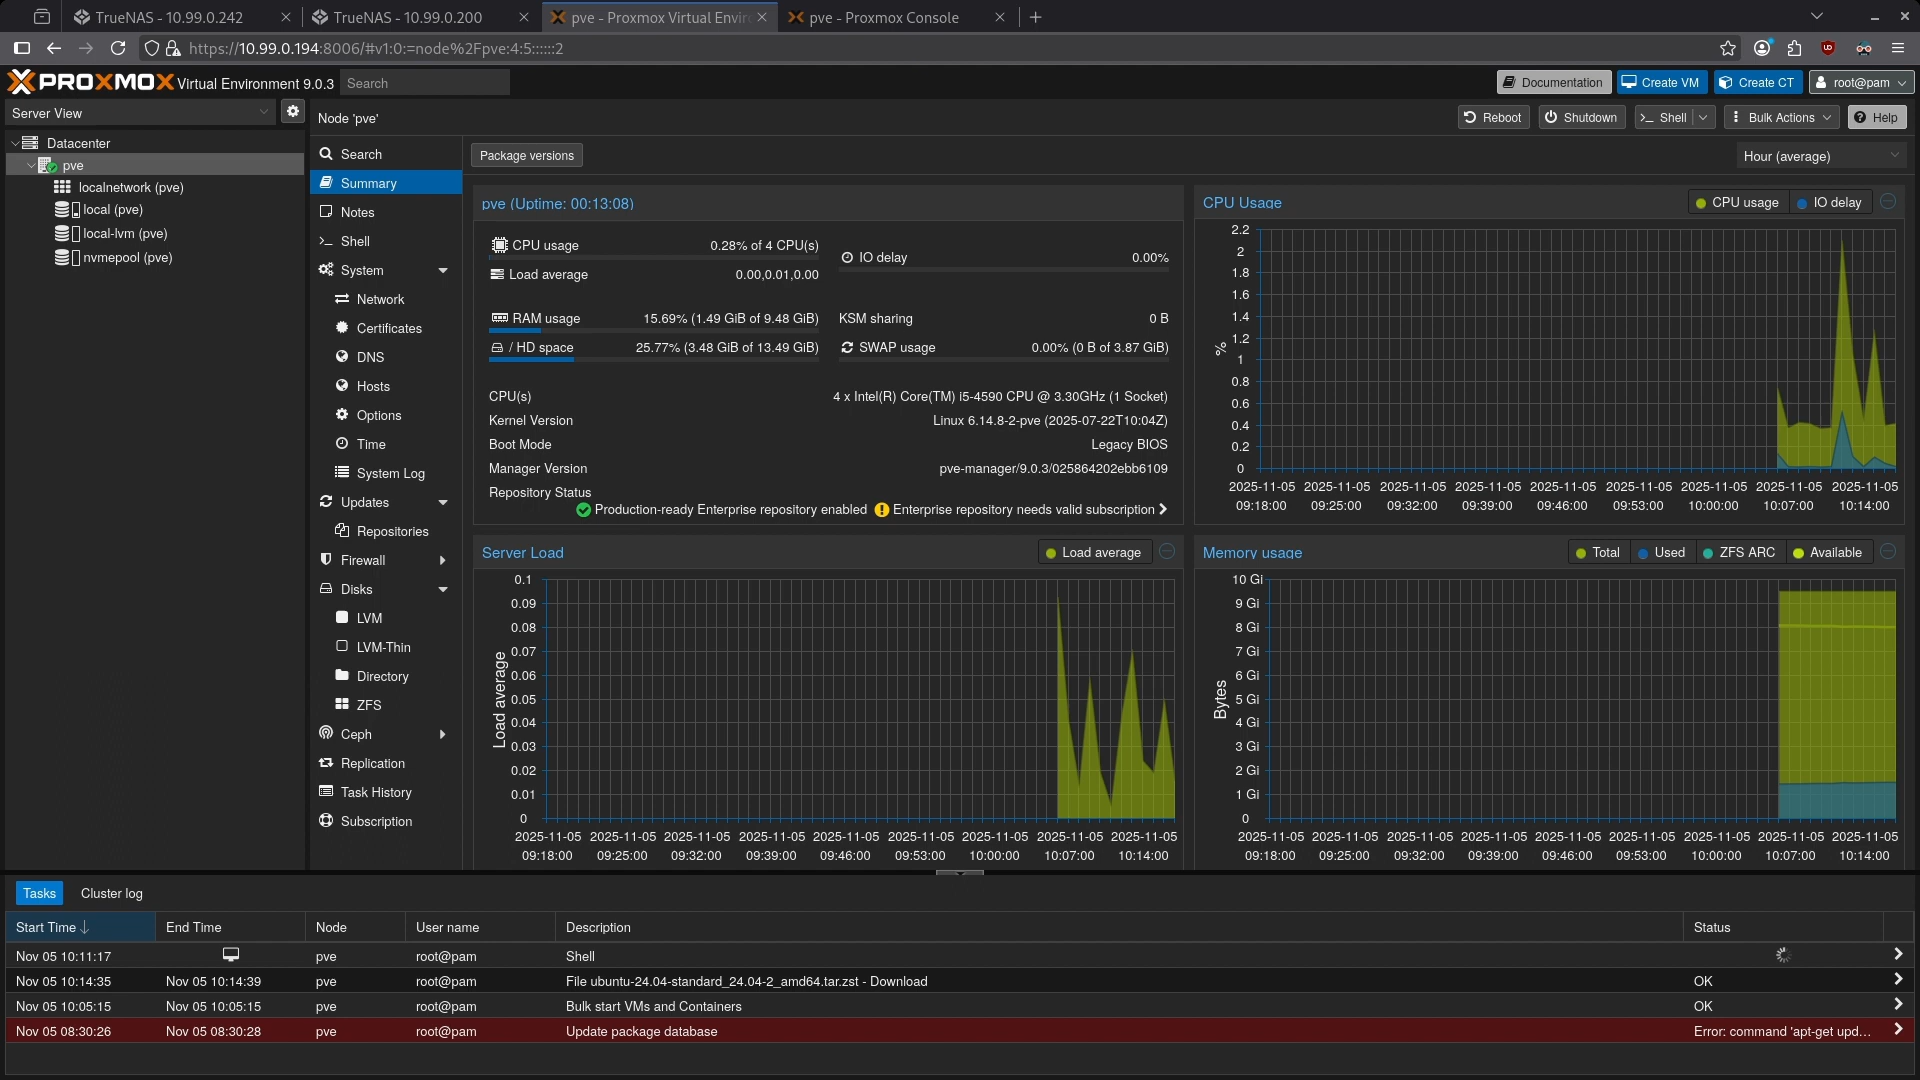 TrueNAS - 10.99.0.242
TrueNAS - 10.99.0.200
pve - Proxmox Virtual Envir
pve - Proxmox Console
https://10.99.0.194:8006/#v1:0:=node%2Fpve:4:5::::::2
PROXMOX Virtual Environment 9.0.3
Search
Documentation
Create VM
Create CT
root@pam
Server View
Node 'pve'
Reboot
Shutdown
Shell
Bulk Actions
Help
Datacenter
pve
localnetwork (pve)
local (pve)
local-lvm (pve)
nvmepool (pve)
Search
Summary
Notes
Shell
System
Network
Certificates
DNS
Hosts
Options
Time
System Log
Updates
Repositories
Firewall
Disks
LVM
LVM-Thin
Directory
ZFS
Ceph
Replication
Task History
Subscription
Package versions
Hour (average)
pve (Uptime: 00:13:08)
CPU usage 0.28% of 4 CPU(s)
IO delay 0.00%
Load average 0.00,0.01,0.00
RAM usage 15.69% (1.49 GiB of 9.48 GiB)
KSM sharing 0 B
/ HD space 25.77% (3.48 GiB of 13.49 GiB)
SWAP usage 0.00% (0 B of 3.87 GiB)
CPU(s) 4 x Intel(R) Core(TM) i5-4590 CPU @ 3.30GHz (1 Socket)
Kernel Version Linux 6.14.8-2-pve (2025-07-22T10:04Z)
Boot Mode Legacy BIOS
Manager Version pve-manager/9.0.3/025864202ebb6109
Repository Status
Production-ready Enterprise repository enabled Enterprise repository needs valid subscription
CPU Usage
CPU usage
IO delay
2.2
2
1.8
1.6
1.4
1.2
1
0.8
0.6
0.4
0.2
0
%
2025-11-05 2025-11-05 2025-11-05 2025-11-05 2025-11-05 2025-11-05 2025-11-05 2025-11-05 2025-11-05
09:18:00 09:25:00 09:32:00 09:39:00 09:46:00 09:53:00 10:00:00 10:07:00 10:14:00
Server Load
Load average
0.1
0.09
0.08
0.07
0.06
0.05
0.04
0.03
0.02
0.01
0
Load average
2025-11-05 2025-11-05 2025-11-05 2025-11-05 2025-11-05 2025-11-05 2025-11-05 2025-11-05 2025-11-05
09:18:00 09:25:00 09:32:00 09:39:00 09:46:00 09:53:00 10:00:00 10:07:00 10:14:00
Memory usage
Total
Used
ZFS ARC
Available
10 Gi
9 Gi
8 Gi
7 Gi
6 Gi
5 Gi
4 Gi
3 Gi
2 Gi
1 Gi
0
Bytes
2025-11-05 2025-11-05 2025-11-05 2025-11-05 2025-11-05 2025-11-05 2025-11-05 2025-11-05 2025-11-05
09:18:00 09:25:00 09:32:00 09:39:00 09:46:00 09:53:00 10:00:00 10:07:00 10:14:00
Tasks
Cluster log
Start Time End Time Node User name Description Status
Nov 05 10:11:17 pve root@pam Shell
Nov 05 10:14:35 Nov 05 10:14:39 pve root@pam File ubuntu-24.04-standard_24.04-2_amd64.tar.zst - Download OK
Nov 05 10:05:15 Nov 05 10:05:15 pve root@pam Bulk start VMs and Containers OK
Nov 05 08:30:26 Nov 05 08:30:28 pve root@pam Update package database Error: command 'apt-get upd...